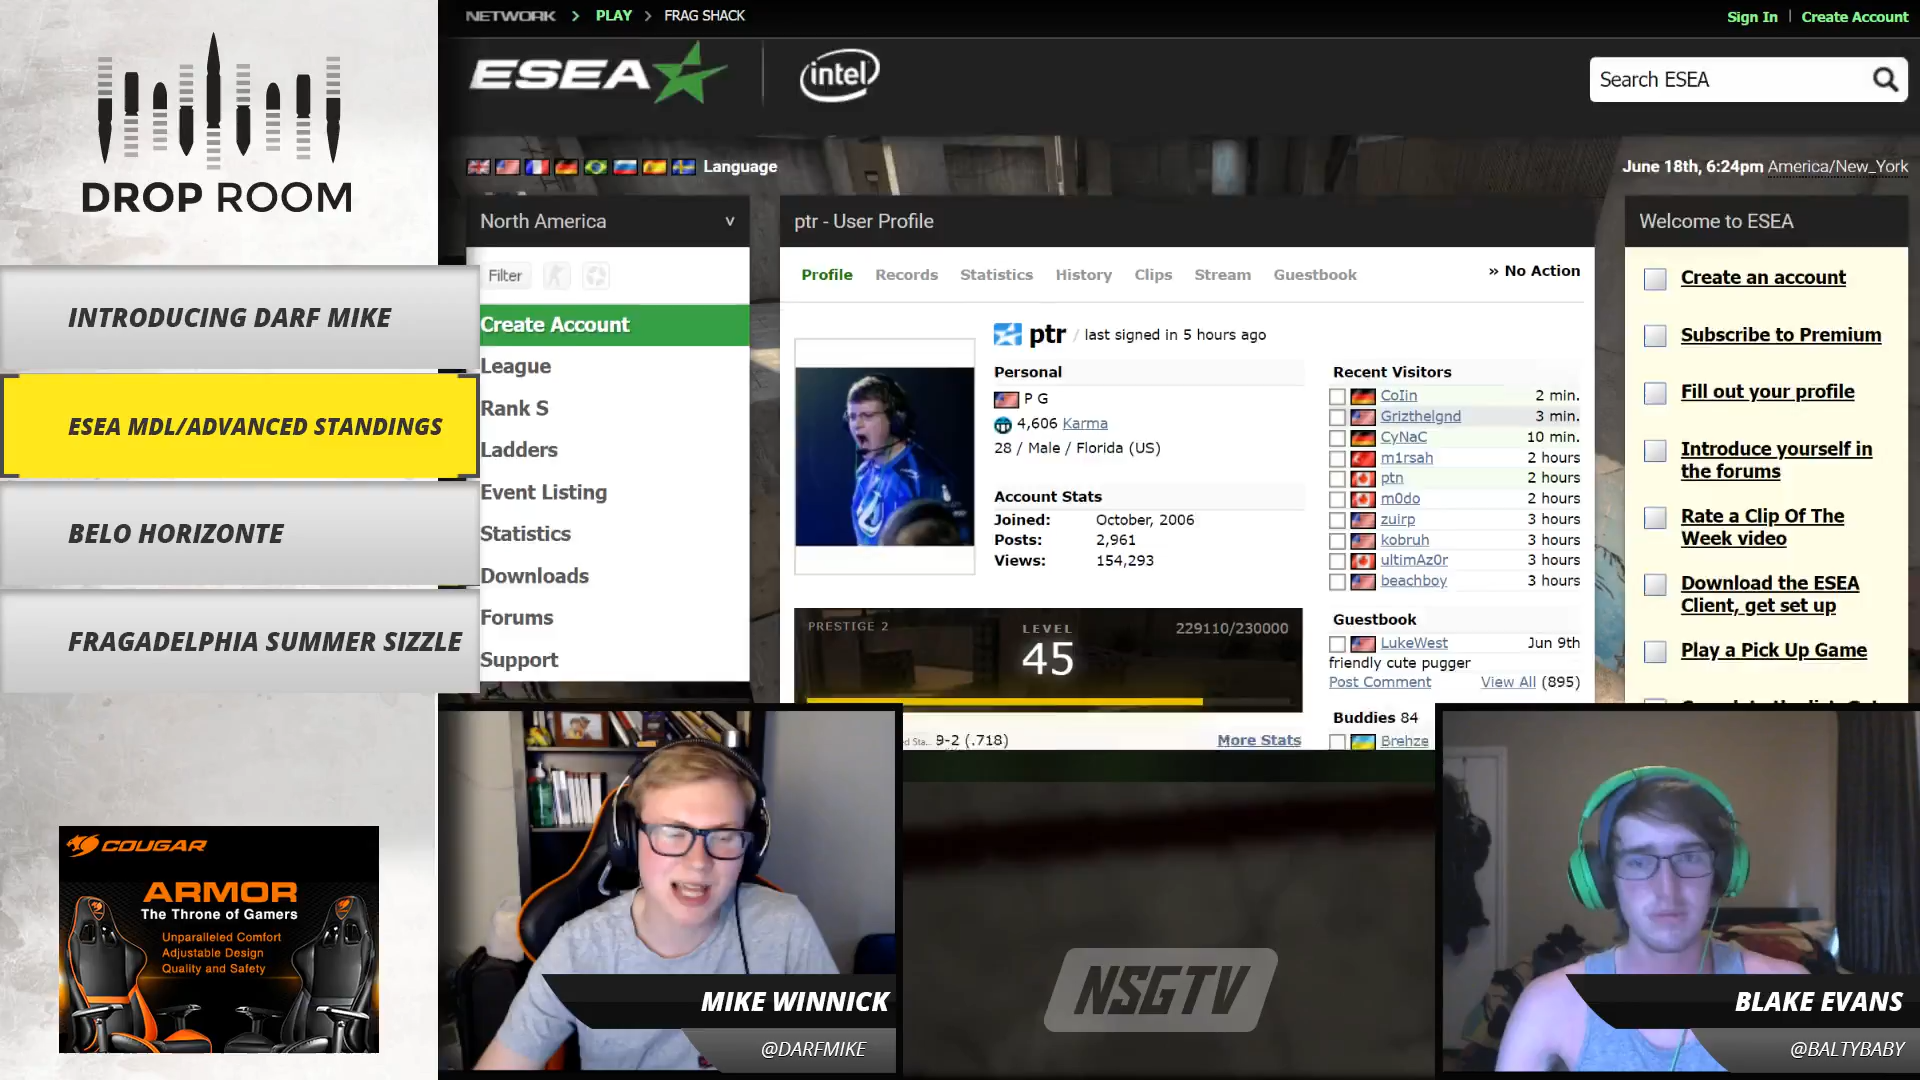 DROP ROOM
INTRODUCING DARF MIKE
ESEA MDL/ADVANCED STANDINGS
BELO HORIZONTE
FRAGADELPHIA SUMMER SIZZLE
COUGAR
ARMOR
The Throne of Gamers
Unparalleled Comfort
Adjustable Design
Quality and Safety
NETWORK > PLAY > FRAG SHACK
Sign In | Create Account
ESEA
intel
Search ESEA
Language
June 18th, 6:24pm America/New_York
North America v
Filter
Create Account
League
Rank S
Ladders
Event Listing
Statistics
Downloads
Forums
Support
ptr - User Profile
Profile Records Statistics History Clips Stream Guestbook
» No Action
ptr / last signed in 5 hours ago
Personal
P G
4,606 Karma
28 / Male / Florida (US)
Account Stats
Joined: October, 2006
Posts: 2,961
Views: 154,293
PRESTIGE 2
LEVEL
45
229110/230000
9-2 (.718)
More Stats
Recent Visitors
CoIin 2 min.
Grizthelgnd 3 min.
CyNaC 10 min.
m1rsah 2 hours
ptn 2 hours
m0do 2 hours
zuirp 3 hours
kobruh 3 hours
ultimAz0r 3 hours
beachboy 3 hours
Guestbook
LukeWest Jun 9th
friendly cute pugger
Post Comment View All (895)
Buddies 84
Brehze
Welcome to ESEA
Create an account
Subscribe to Premium
Fill out your profile
Introduce yourself in
the forums
Rate a Clip Of The
Week video
Download the ESEA
Client, get set up
Play a Pick Up Game
MIKE WINNICK
@DARFMIKE
NSGTV
BLAKE EVANS
@BALTYBABY